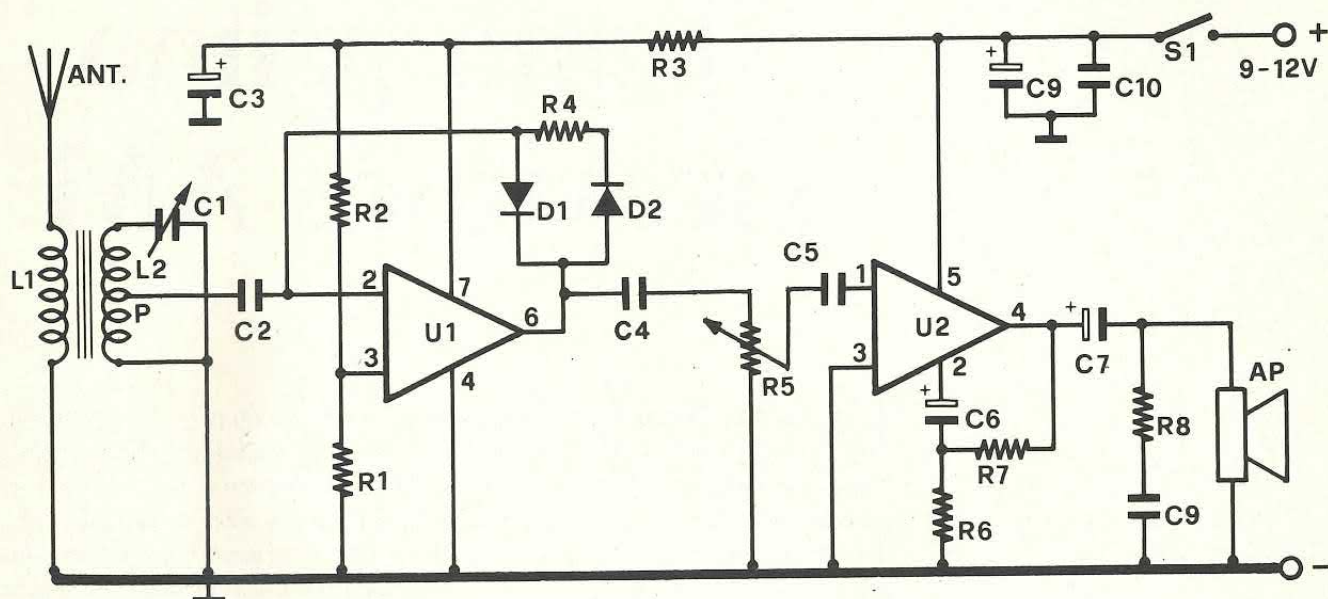 ANT.
C3
R3
C9
C10
S1
+
9-12V
R4
D1
D2
R2
C1
L1
L2
P
C2
2
7
U1
6
3
4
C4
R5
C5
1
5
U2
4
3
2
+
C6
R7
R6
+
C7
AP
R8
C9
R1
+
+
-